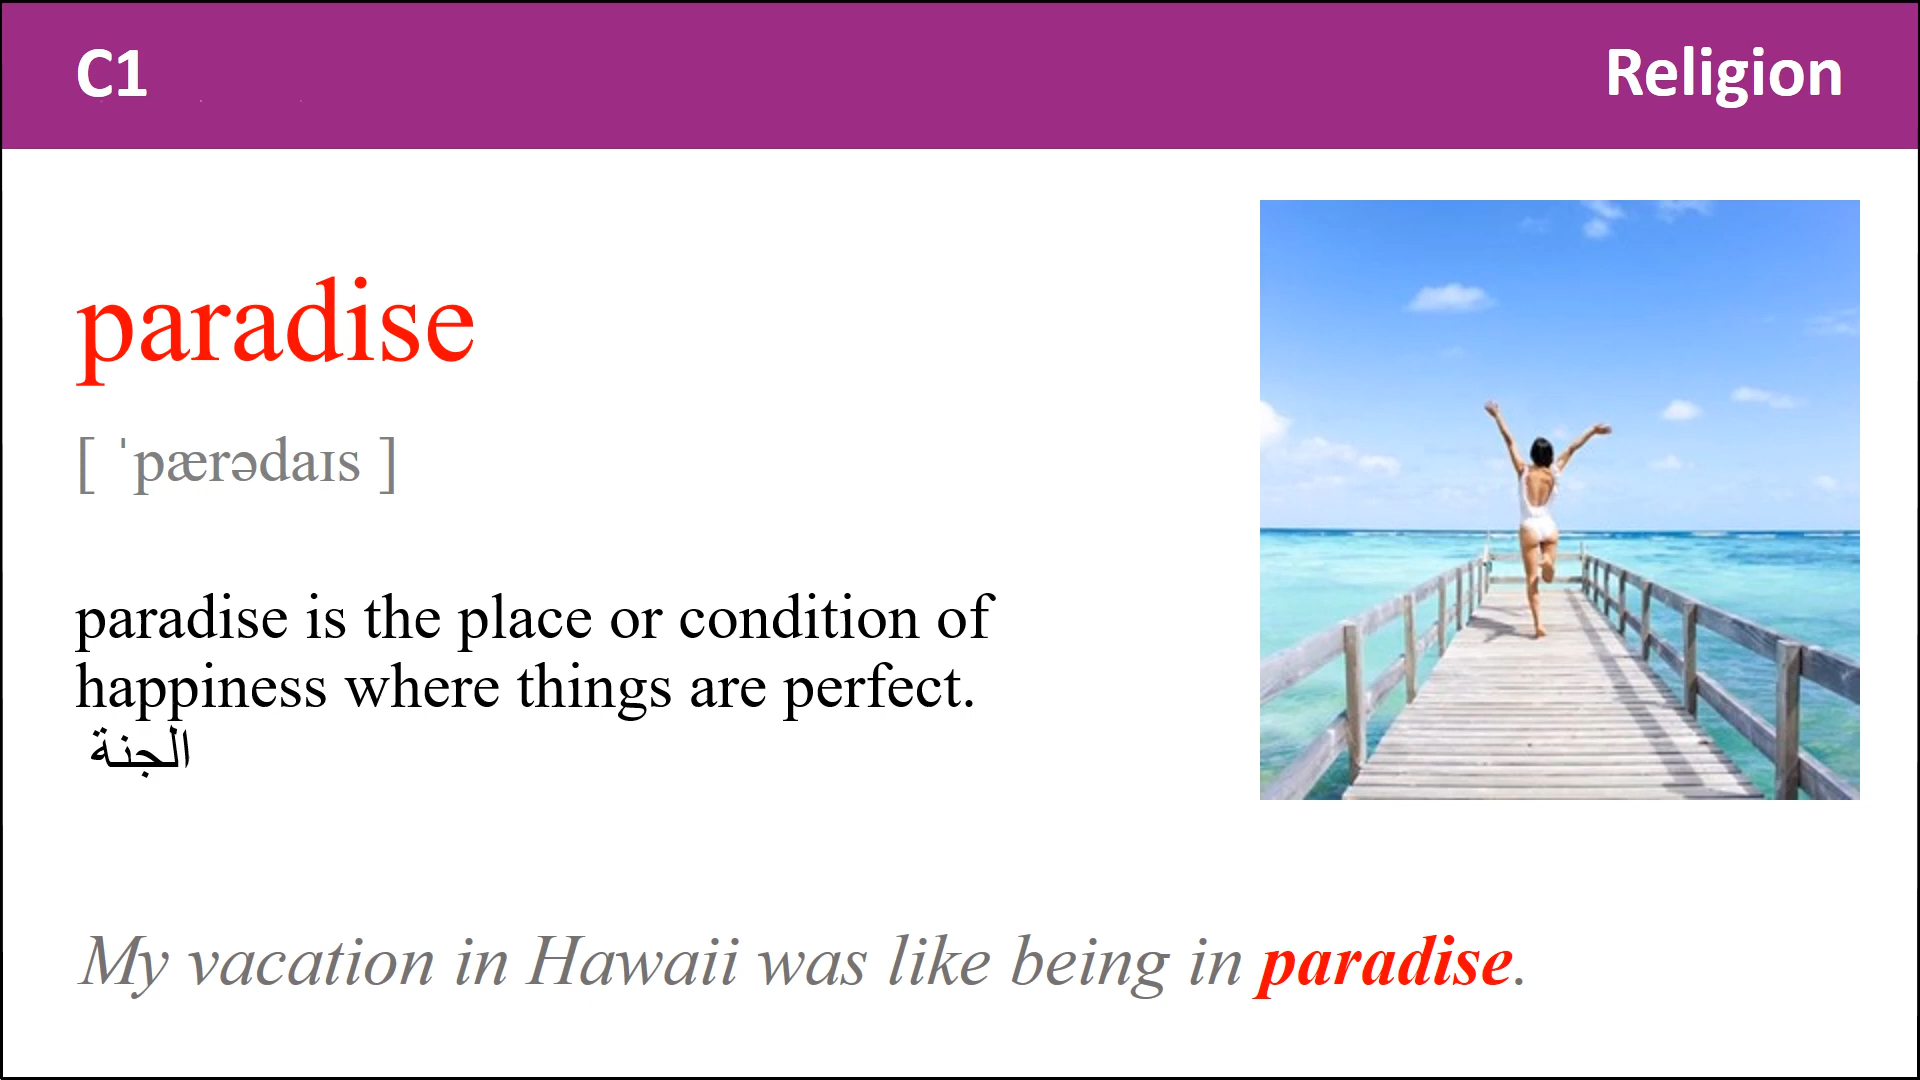 C1
Religion
paradise
[ ˈpærədaɪs ]
paradise is the place or condition of
happiness where things are perfect.
الجنة
My vacation in Hawaii was like being in paradise.